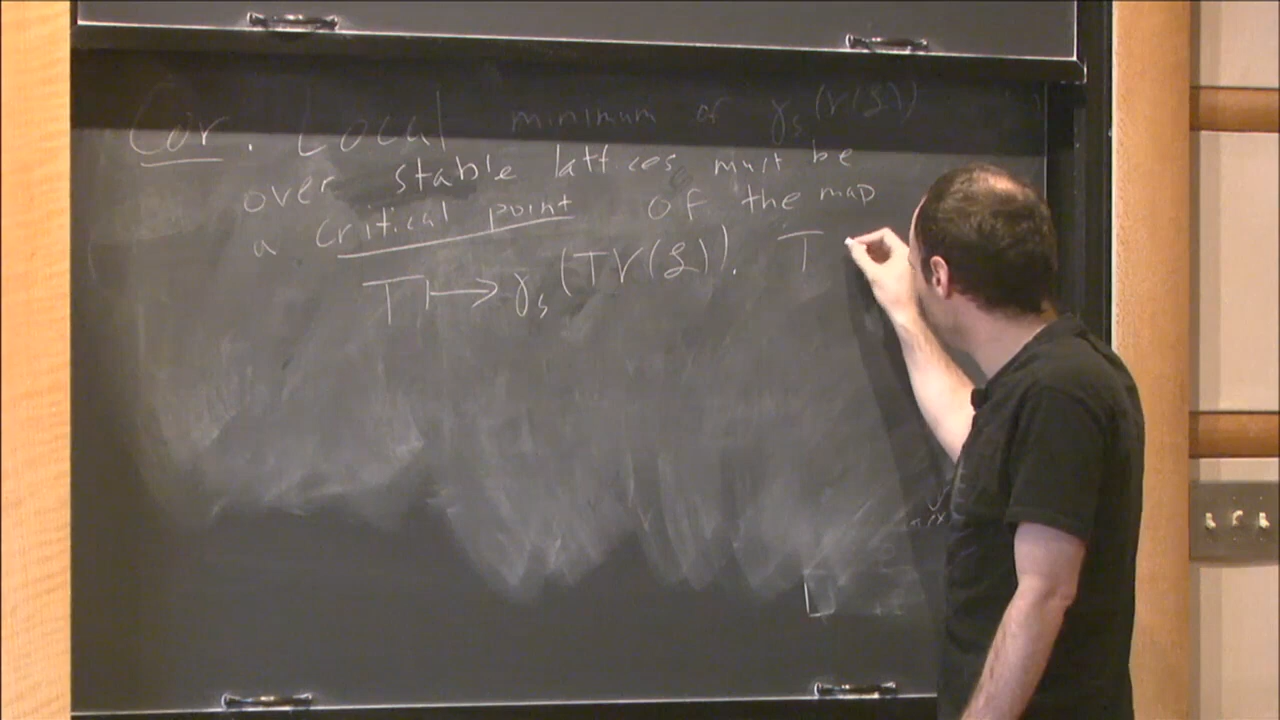 Cor. Local minimum of γ_s(V(ℒ))
over stable lattices must be
a critical point of the map
T ↦ γ_s(TV(ℒ)). T